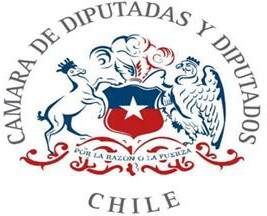 CAMARA DE DIPUTADAS Y DIPUTADOS
POR LA RAZON O LA FUERZA
CHILE